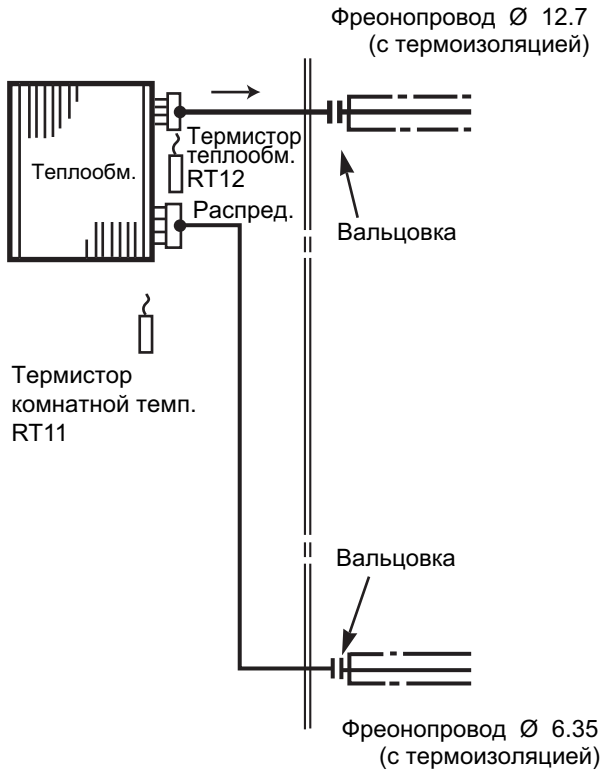 Фреонопровод Ø 12.7
(с термоизоляцией)
Термистор
теплообм.
RT12
Теплообм.
Распред.
Вальцовка
Термистор
комнатной темп.
RT11
Вальцовка
Фреонопровод Ø 6.35
(с термоизоляцией)